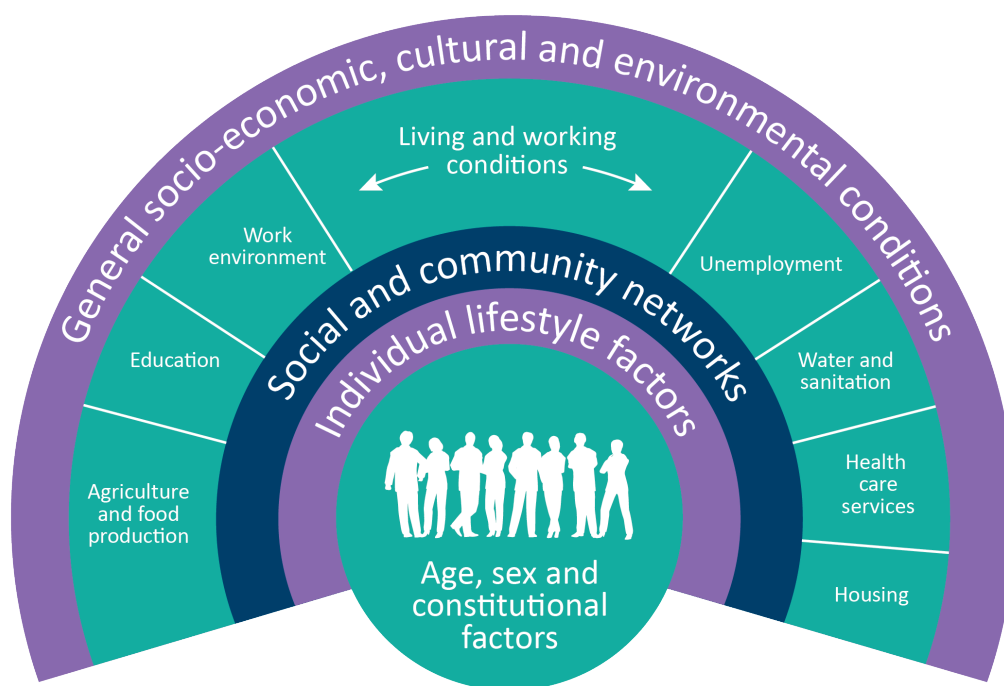 General socio-economic, cultural and environmental conditions
Living and working
conditions
Work
environment
Unemployment
Education
Water and
sanitation
Agriculture
and food
production
Health
care
services
Housing
Social and community networks
Individual lifestyle factors
Age, sex and
constitutional
factors